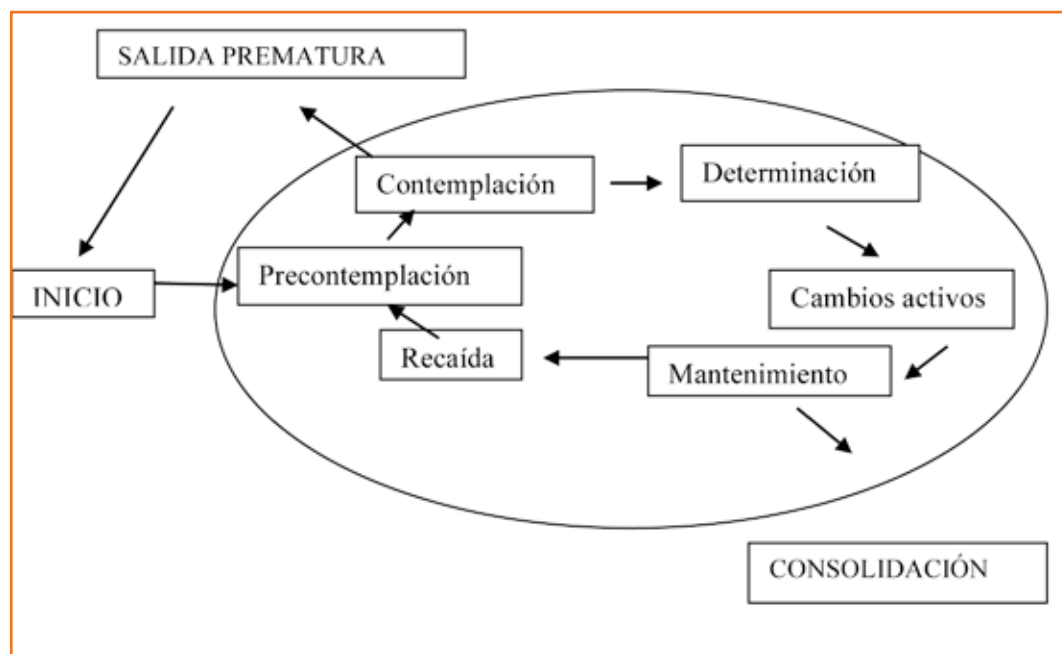 SALIDA PREMATURA
Contemplación
Determinación
Precontemplación
INICIO
Cambios activos
Recaída
Mantenimiento
CONSOLIDACIÓN